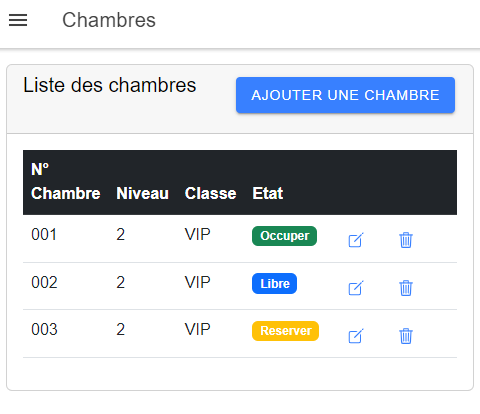 Chambres
Liste des chambres
AJOUTER UNE CHAMBRE
N°
Chambre Niveau Classe Etat
001 2 VIP Occuper
002 2 VIP Libre
003 2 VIP Reserver